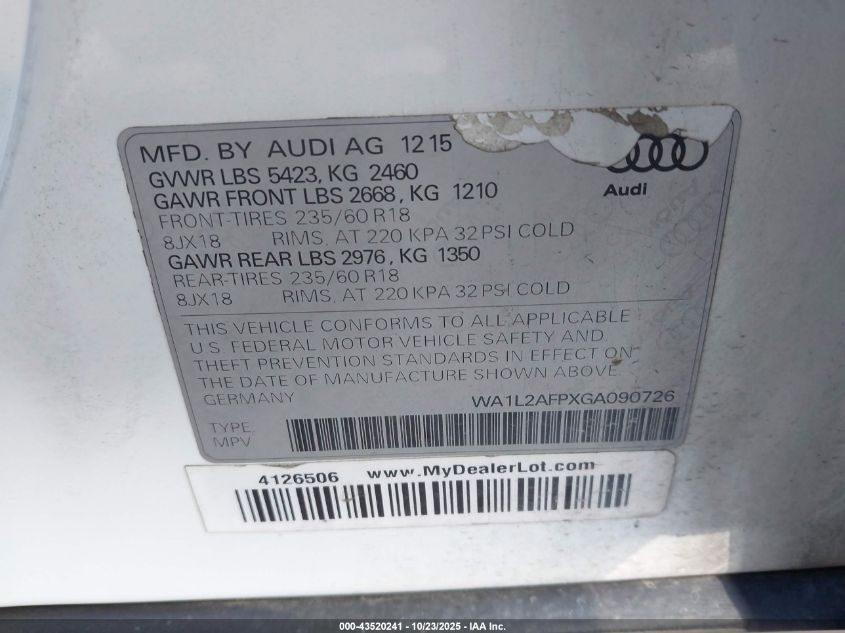 MFD. BY AUDI AG 12 15
GVWR LBS 5423, KG 2460
GAWR FRONT LBS 2668, KG 1210
FRONT-TIRES 235/60 R18
8JX18 RIMS, AT 220 KPA 32 PSI COLD
GAWR REAR LBS 2976, KG 1350
REAR-TIRES 235/60 R18
8JX18 RIMS, AT 220 KPA 32 PSI COLD
Audi
THIS VEHICLE CONFORMS TO ALL APPLICABLE
U.S. FEDERAL MOTOR VEHICLE SAFETY AND
THEFT PREVENTION STANDARDS IN EFFECT ON
THE DATE OF MANUFACTURE SHOWN ABOVE
GERMANY WA1L2AFPXGA090726
TYPE
MPV
4126506 www.MyDealerLot.com
000-43520241 - 10/23/2025 - IAA Inc.